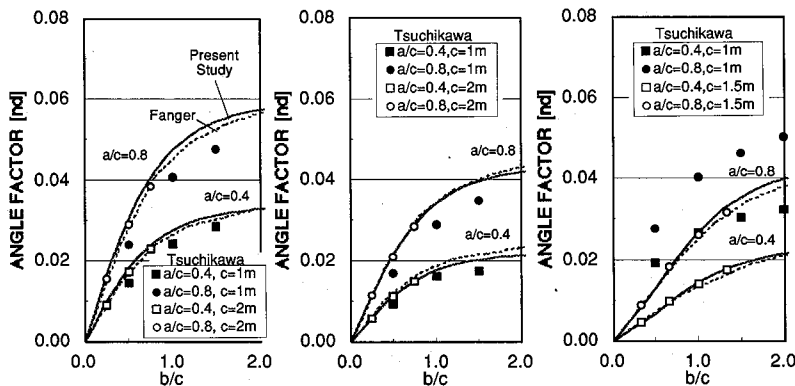 ANGLE FACTOR [nd]
0.08
0.06
0.04
0.02
0.00
0.0 0.5 1.0 1.5 2.0
b/c
Present
Study
Fanger
a/c=0.8
a/c=0.4
Tsuchikawa
a/c=0.4, c=1m
a/c=0.8, c=1m
a/c=0.4, c=2m
a/c=0.8, c=2m
ANGLE FACTOR [nd]
0.08
0.06
0.04
0.02
0.00
0.0 0.5 1.0 1.5 2.0
b/c
Tsuchikawa
a/c=0.4,c=1m
a/c=0.8,c=1m
a/c=0.4,c=2m
a/c=0.8,c=2m
a/c=0.8
a/c=0.4
ANGLE FACTOR [nd]
0.08
0.06
0.04
0.02
0.00
0.0 0.5 1.0 1.5 2.0
b/c
Tsuchikawa
a/c=0.4,c=1m
a/c=0.8,c=1m
a/c=0.4,c=1.5m
a/c=0.8,c=1.5m
a/c=0.8
a/c=0.4